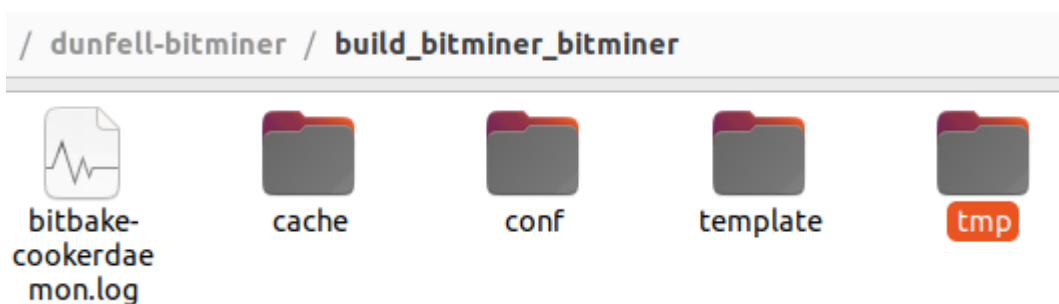 / dunfell-bitminer / build_bitminer_bitminer
bitbake-
cookerdae
mon.log
cache
conf
template
tmp